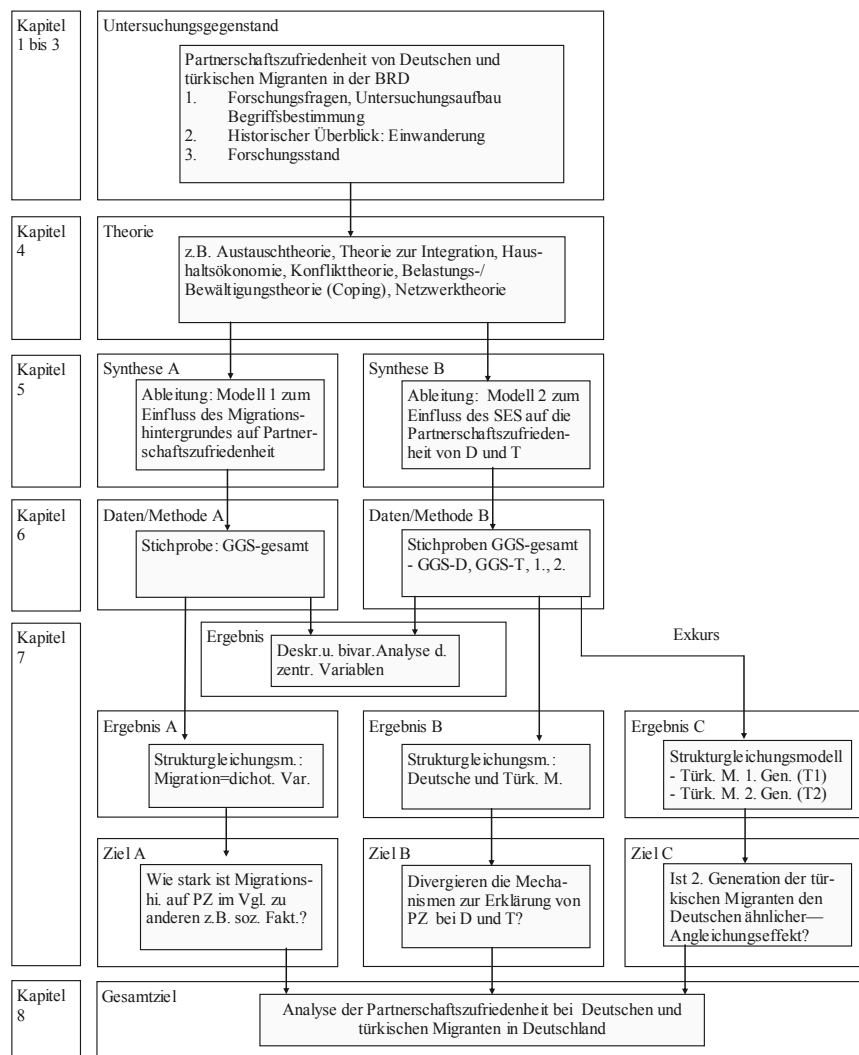 Kapitel
1 bis 3
Untersuchungsgegenstand
Partnerschaftszufriedenheit von Deutschen und
türkischen Migranten in der BRD
1. Forschungsfragen, Untersuchungsaufbau
Begriffsbestimmung
2. Historischer Überblick: Einwanderung
3. Forschungsstand
Kapitel
4
Theorie
z.B. Austauschtheorie, Theorie zur Integration, Haus-
haltsökonomie, Konflikttheorie, Belastungs-/
Bewältigungstheorie (Coping), Netzwerktheorie
Kapitel
5
Synthese A
Ableitung: Modell 1 zum
Einfluss des Migrations-
hintergrundes auf Partner-
schaftszufriedenheit
Synthese B
Ableitung: Modell 2 zum
Einfluss des SES auf die
Partnerschaftszufrieden-
heit von D und T
Kapitel
6
Daten/Methode A
Stichprobe: GGS-gesamt
Daten/Methode B
Stichproben GGS-gesamt
- GGS-D, GGS-T, 1., 2.
Kapitel
7
Ergebnis
Deskr.u. bivar.Analyse d.
zentr. Variablen
Exkurs
Ergebnis A
Strukturgleichungsm.:
Migration=dichot. Var.
Ergebnis B
Strukturgleichungsm.:
Deutsche und Türk. M.
Ergebnis C
Strukturgleichungsmodell
- Türk. M. 1. Gen. (T1)
- Türk. M. 2. Gen. (T2)
Ziel A
Wie stark ist Migrations-
hi. auf PZ im Vgl. zu
anderen z.B. soz. Fakt.?
Ziel B
Divergieren die Mecha-
nismen zur Erklärung von
PZ bei D und T?
Ziel C
Ist 2. Generation der tür-
kischen Migranten den
Deutschen ähnlicher—
Angleichungseffekt?
Kapitel
8
Gesamtziel
Analyse der Partnerschaftszufriedenheit bei Deutschen und
türkischen Migranten in Deutschland